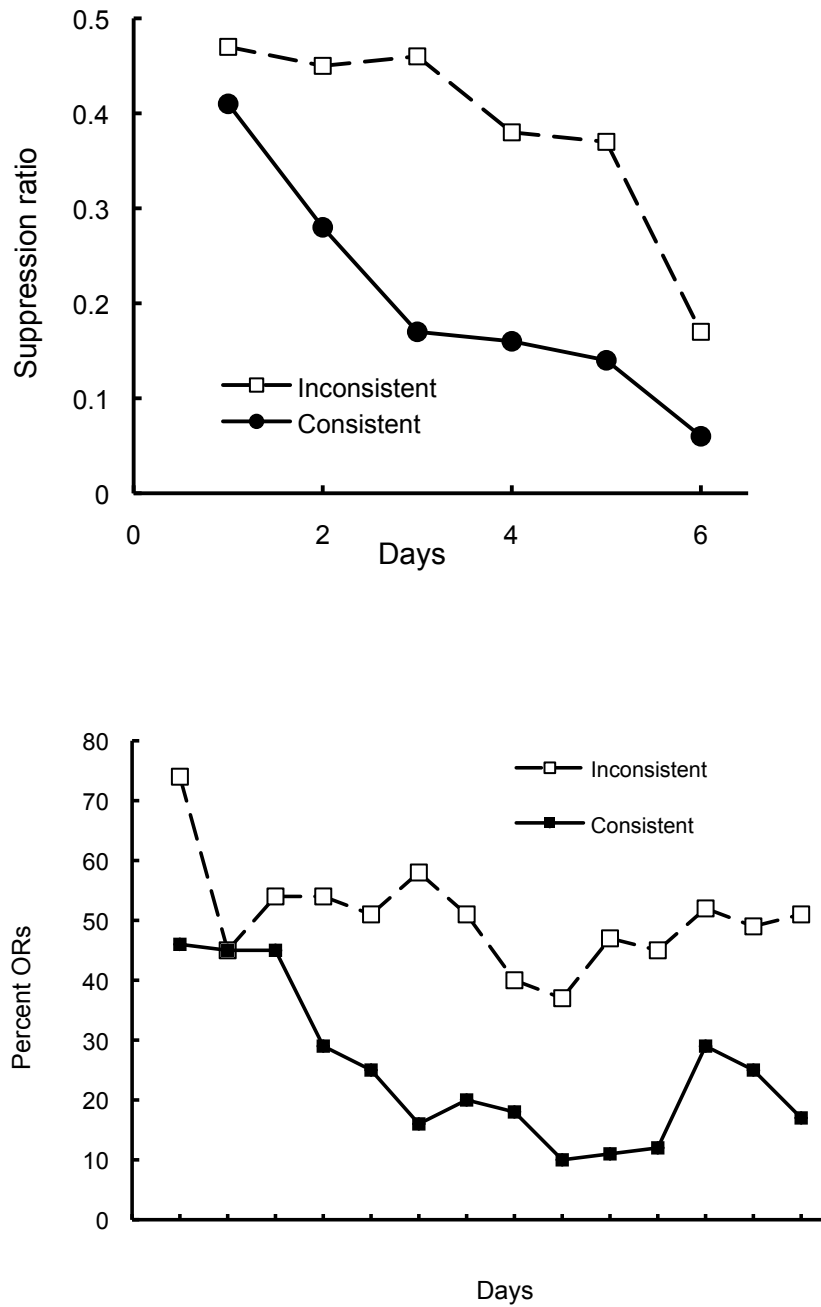 0.5
0.4
0.3
0.2
0.1
0
Suppression ratio
Inconsistent
Consistent
0 2 4 6
Days
80
70
60
50
40
30
20
10
0
Percent ORs
Inconsistent
Consistent
Days